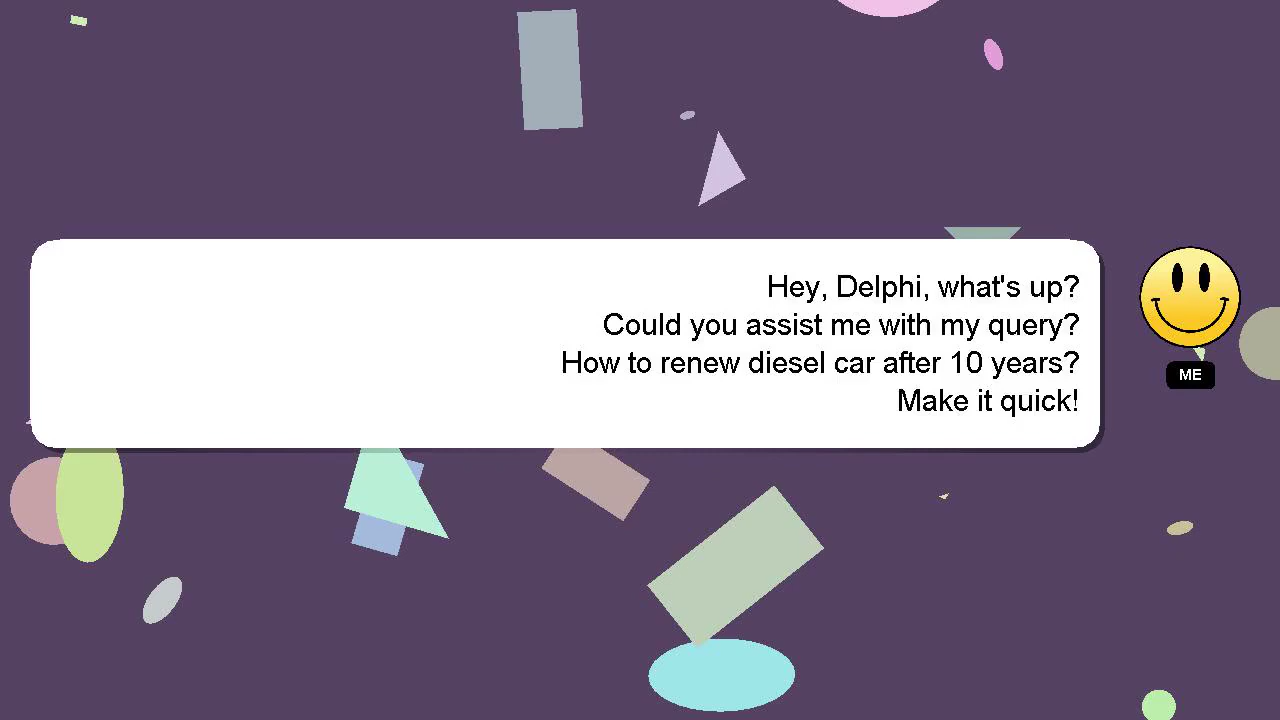 Hey, Delphi, what's up?
Could you assist me with my query?
How to renew diesel car after 10 years?
Make it quick!
ME